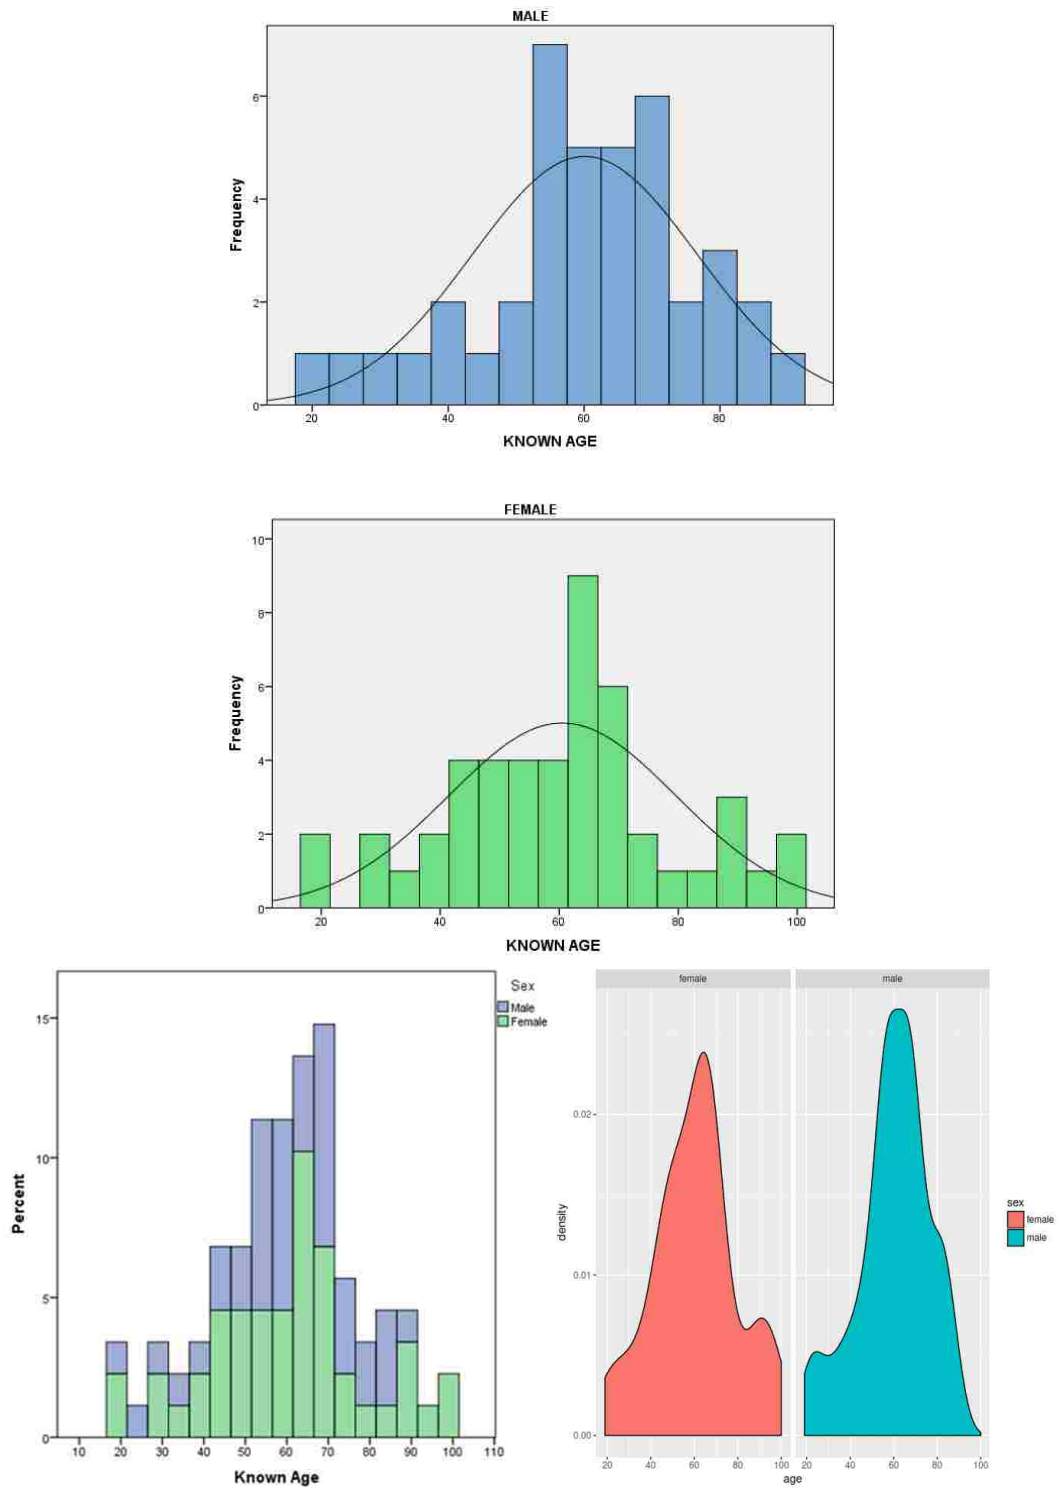 MALE
6
4
2
0
Frequency
20 40 60 80
KNOWN AGE
FEMALE
10
8
6
4
2
0
Frequency
20 40 60 80 100
KNOWN AGE
Sex
Male
Female
15
10
5
0
Percent
10 20 30 40 50 60 70 80 90 100 110
Known Age
female male
0.02
0.01
0.00
density
20 40 60 80 100 20 40 60 80 100
age
sex
female
male